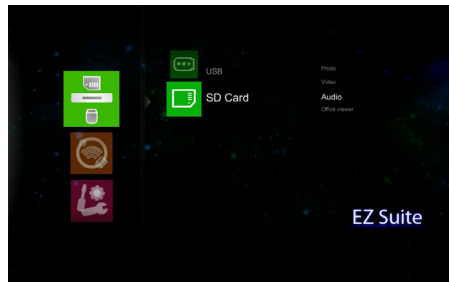 USB
Photo
Video
SD Card
Audio
Office viewer
EZ Suite